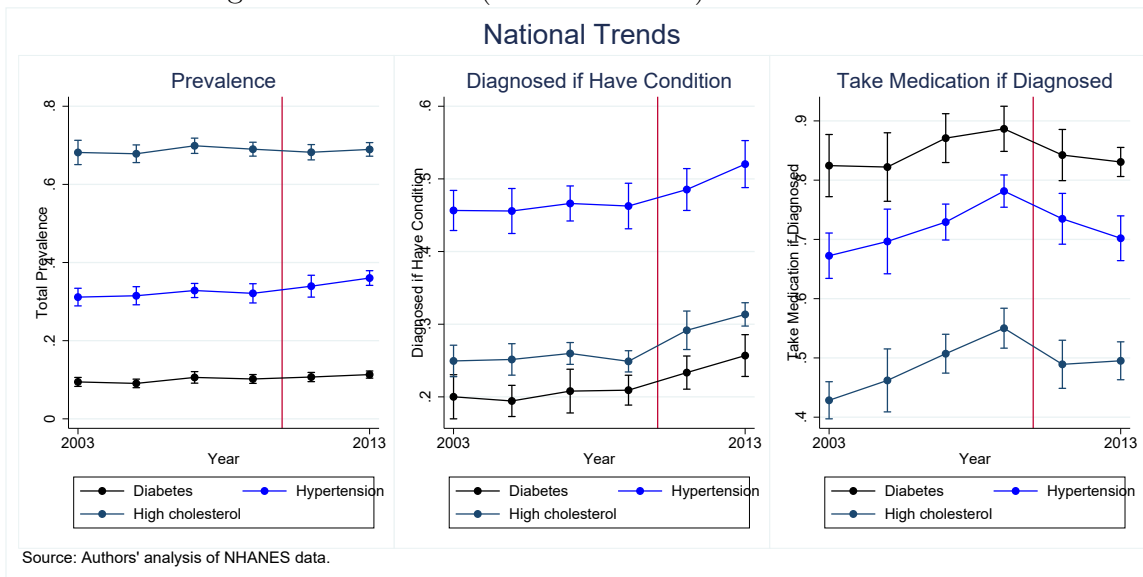 National Trends
Prevalence
Total Prevalence
0
.2
.4
.6
.8
2003
2013
Year
Diabetes
Hypertension
High cholesterol
Diagnosed if Have Condition
Diagnosed if Have Condition
.2
.3
.4
.5
.6
2003
2013
Year
Diabetes
Hypertension
High cholesterol
Take Medication if Diagnosed
Take Medication if Diagnosed
.4
.5
.6
.7
.8
.9
2003
2013
Year
Diabetes
Hypertension
High cholesterol
Source: Authors' analysis of NHANES data.